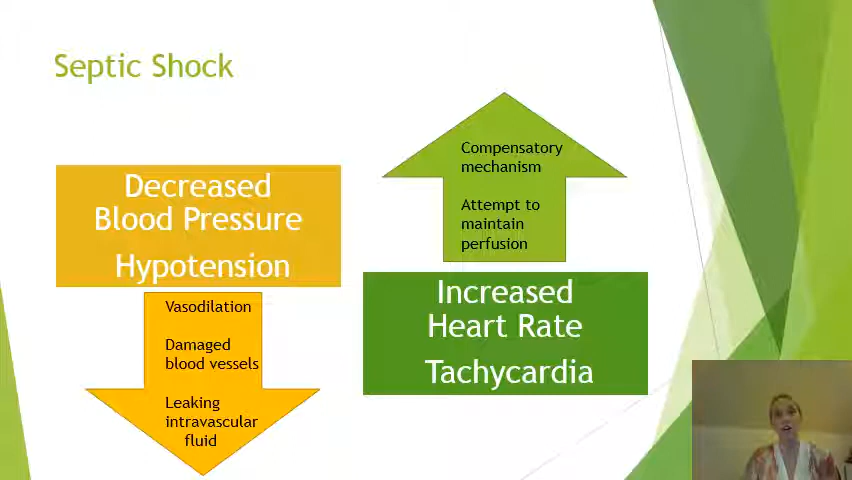 Septic Shock
Decreased
Blood Pressure
Hypotension
Vasodilation
Damaged
blood vessels
Leaking
intravascular
fluid
Compensatory
mechanism
Attempt to
maintain
perfusion
Increased
Heart Rate
Tachycardia